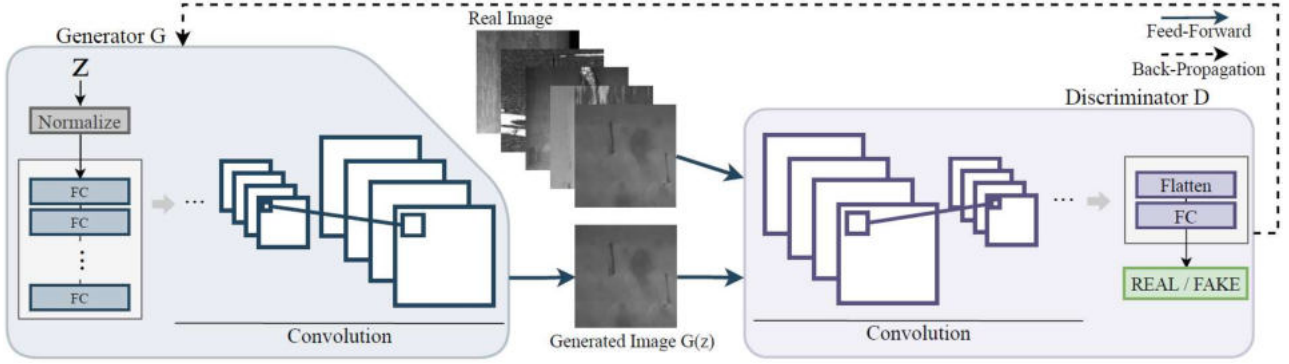 Real Image
Feed-Forward
Back-Propagation
Generator G
Z
Normalize
FC
FC
FC
...
Convolution
Generated Image G(z)
Discriminator D
...
Flatten
FC
REAL / FAKE
Convolution